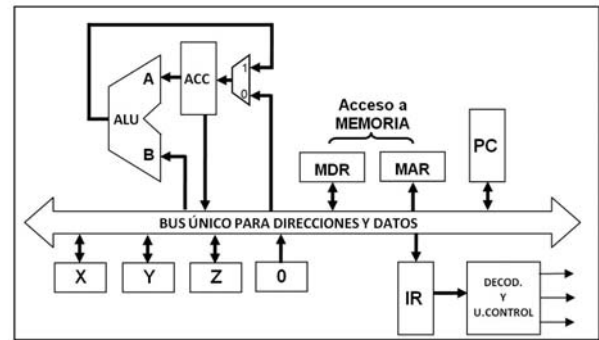 1
A
ACC
0
Acceso a
MEMORIA
ALU
PC
B
MDR
MAR
BUS ÚNICO PARA DIRECCIONES Y DATOS
X
Y
Z
0
IR
DECOD.
Y
U.CONTROL